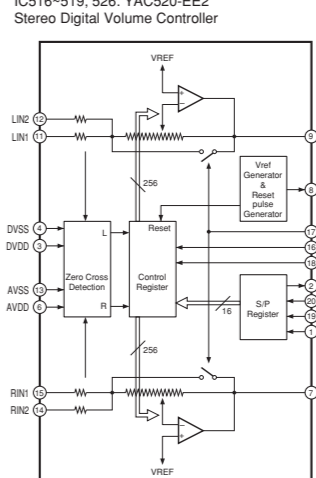 IC516~519, 526: YAC520-EE2
Stereo Digital Volume Controller
VREF
LIN2 12
LIN1 11
9
256
Vref
Generator
&
Reset
pulse
Generator
8
DVSS 4
DVDD 3
L
Reset
17
16
18
AVSS 13
AVDD 6
Zero Cross
Detection
R
Control
Register
16
S/P
Register
2
20
19
1
256
RIN1 15
RIN2 14
7
VREF